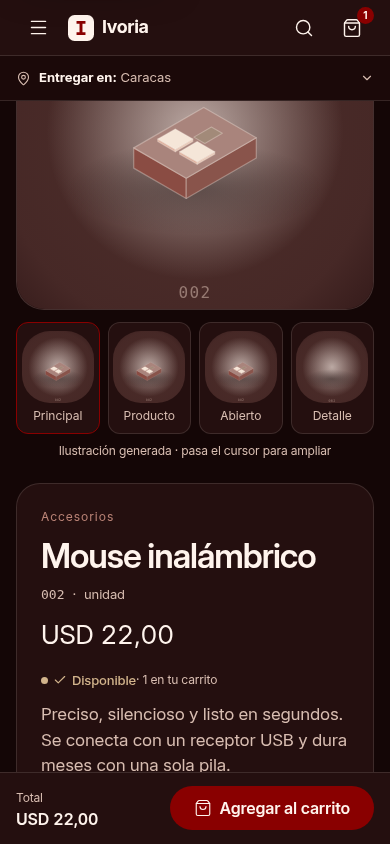 Ivoria
1
Entregar en: Caracas
002
Principal
Producto
Abierto
Detalle
Ilustración generada · pasa el cursor para ampliar
Accesorios
Mouse inalámbrico
002 · unidad
USD 22,00
Disponible · 1 en tu carrito
Preciso, silencioso y listo en segundos.
Se conecta con un receptor USB y dura
meses con una sola pila.
Total
USD 22,00
Agregar al carrito